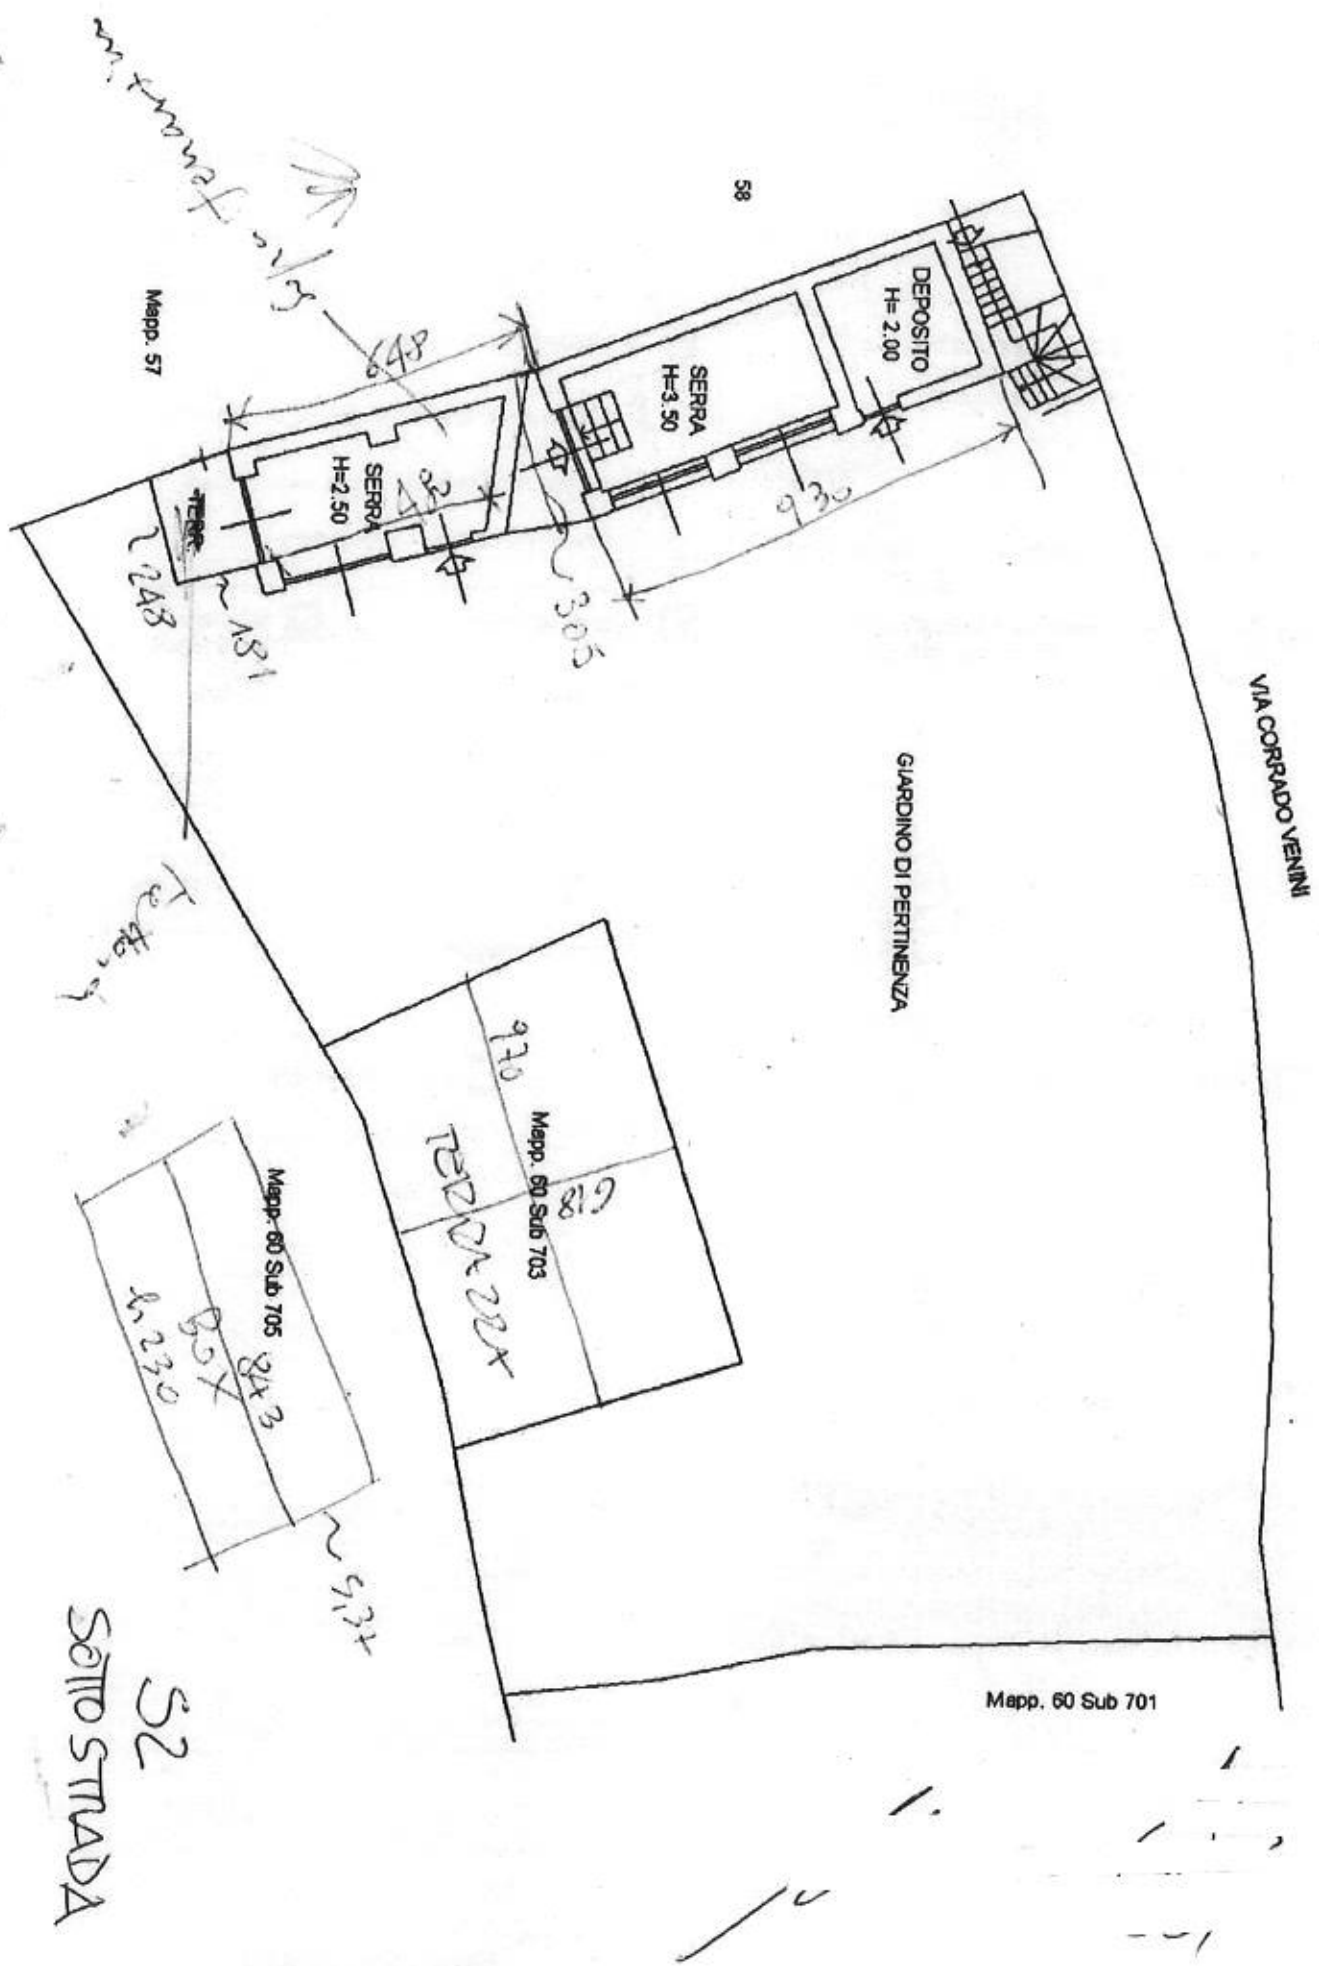 VIA CORRADO VENINI
58
DEPOSITO
H= 2.00
SERRA
H=3.50
930
648
305
Mapp. 57
SERRA
H=2.50
TERR
~ 248
~ 181
GIARDINO DI PERTINENZA
970
Mapp. 60 Sub 703
618
TERRAZZA
Mapp. 60 Sub 705
843
BOX
h 230
~ 5,37
Mapp. 60 Sub 701
S2
SOTTO STRADA